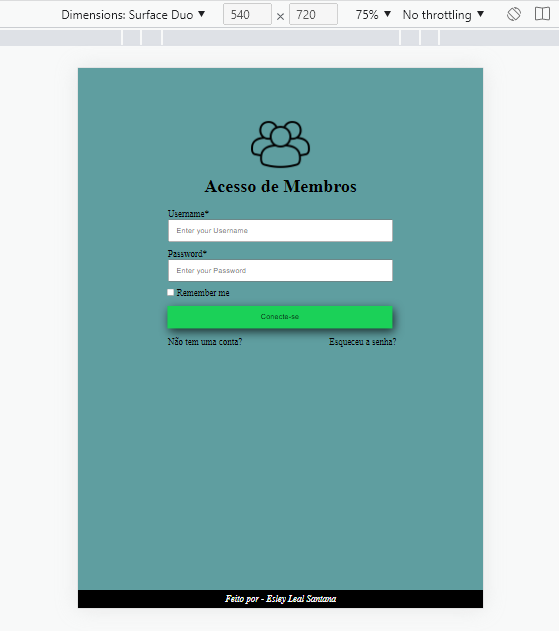 Dimensions: Surface Duo ▼ 540 × 720 75% ▼ No throttling ▼
Acesso de Membros
Username*
Enter your Username
Password*
Enter your Password
Remember me
Conecte-se
Não tem uma conta? Esqueceu a senha?
Feito por - Esley Leal Santana